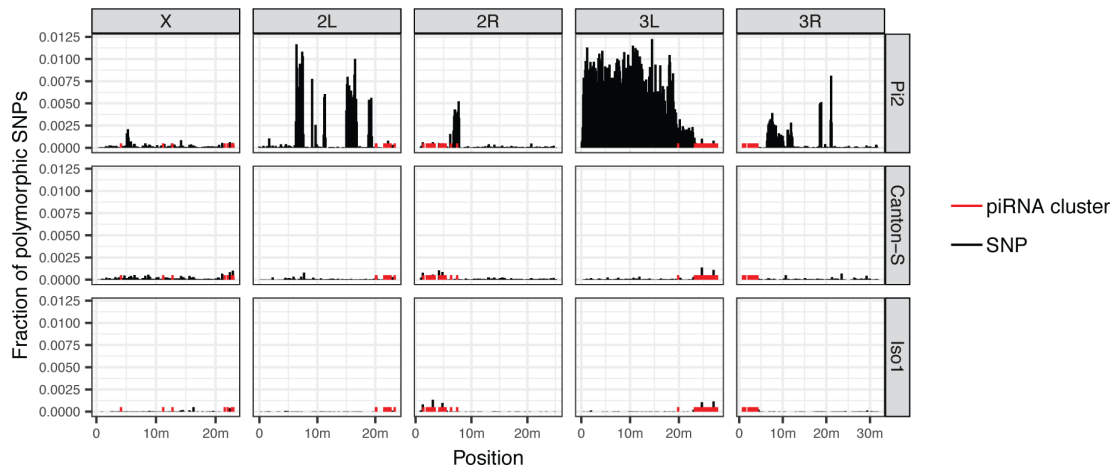 X 2L 2R 3L 3R
Fraction of polymorphic SNPs
0.0125
0.0100
0.0075
0.0050
0.0025
0.0000
Pi2
0.0125
0.0100
0.0075
0.0050
0.0025
0.0000
Canton-S
0.0125
0.0100
0.0075
0.0050
0.0025
0.0000
Iso1
0 10m 20m 0 10m 20m 0 10m 20m 0 10m 20m 0 10m 20m 30m
Position
piRNA cluster
SNP